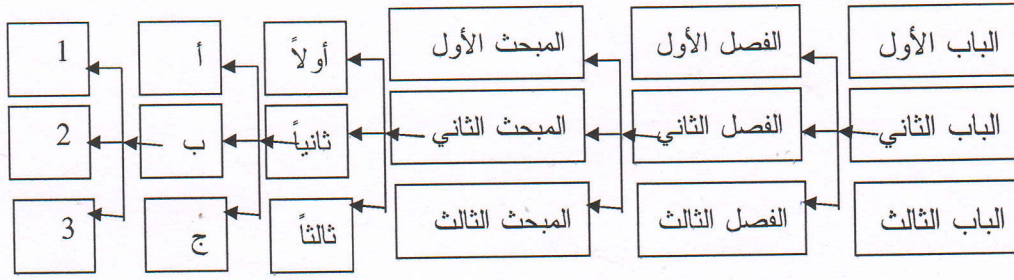 الباب الأول الفصل الأول المبحث الأول أولاً أ 1
الباب الثاني الفصل الثاني المبحث الثاني ثانياً ب 2
الباب الثالث الفصل الثالث المبحث الثالث ثالثاً ج 3